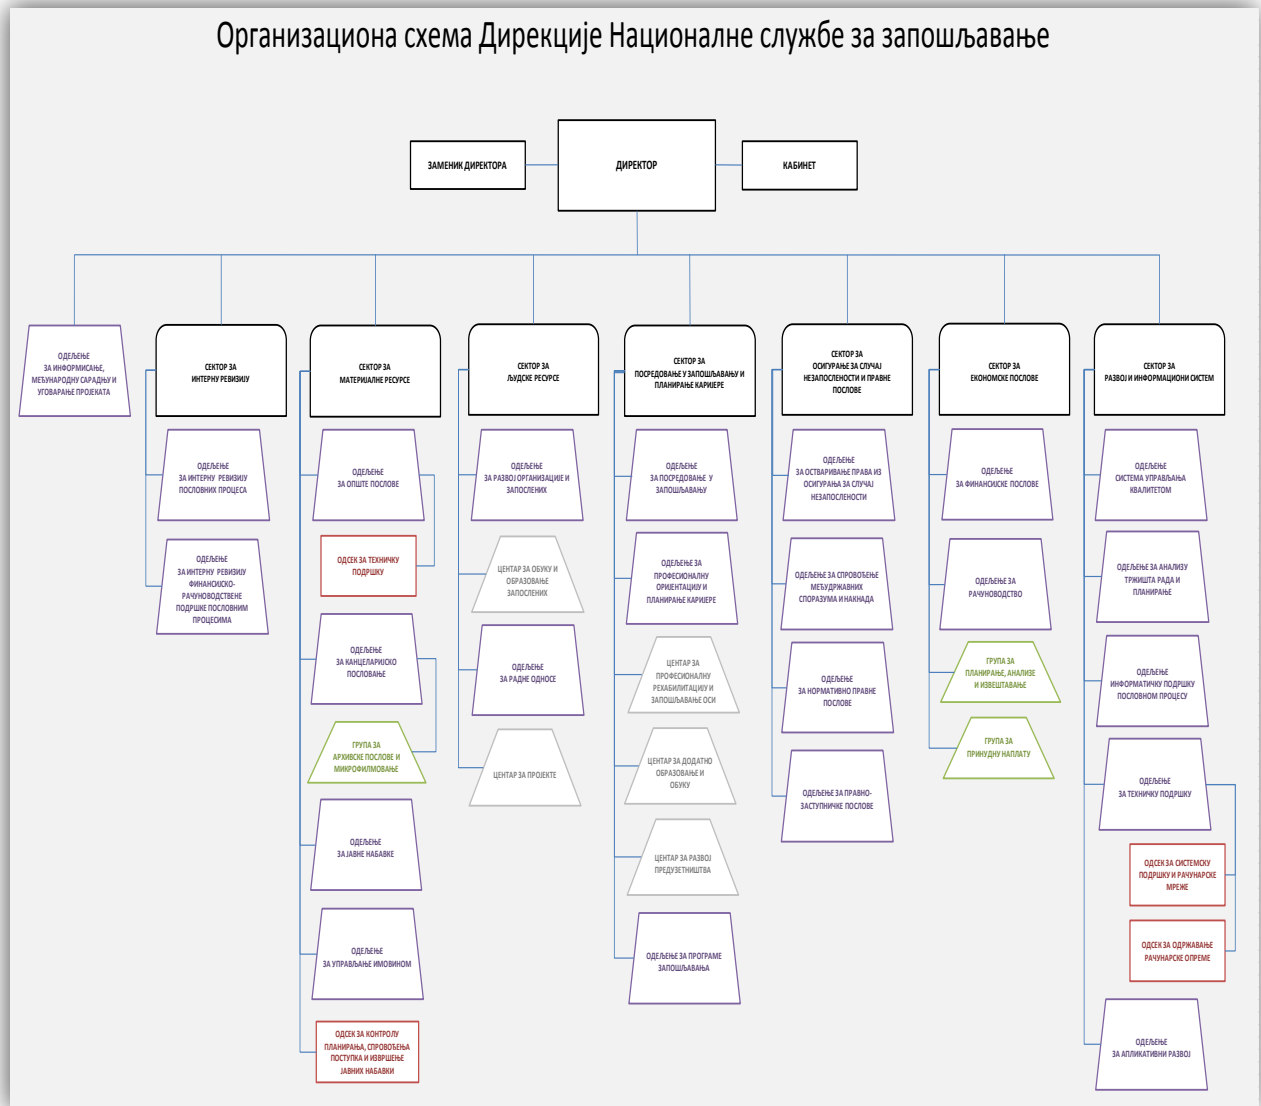 Организациона схема Дирекције Националне службе за запошљавање
ЗАМЕНИК ДИРЕКТОРА
ДИРЕКТОР
КАБИНЕТ
ОДЕЉЕЊЕ
ЗА ИНФОРМИСАЊЕ,
МЕЂУНАРОДНУ САРАДЊУ И
УГОВАРАЊЕ ПРОЈЕКАТА
СЕКТОР ЗА
ИНТЕРНУ РЕВИЗИЈУ
ОДЕЉЕЊЕ
ЗА ИНТЕРНУ РЕВИЗИЈУ
ПОСЛОВНИХ ПРОЦЕСА
ОДЕЉЕЊЕ
ЗА ИНТЕРНУ РЕВИЗИЈУ
ФИНАНСИЈСКО-
РАЧУНОВОДСТВЕНЕ
ПОДРШКЕ ПОСЛОВНИМ
ПРОЦЕСИМА
СЕКТОР ЗА
МАТЕРИЈАЛНЕ РЕСУРСЕ
ОДЕЉЕЊЕ
ЗА ОПШТЕ ПОСЛОВЕ
ОДСЕК ЗА ТЕХНИЧКУ
ПОДРШКУ
ОДЕЉЕЊЕ
ЗА КАНЦЕЛАРИЈСКО
ПОСЛОВАЊЕ
ГРУПА ЗА
АРХИВСКЕ ПОСЛОВЕ И
МИКРОФИЛМОВАЊЕ
ОДЕЉЕЊЕ
ЗА ЈАВНЕ НАБАВКЕ
ОДЕЉЕЊЕ
ЗА УПРАВЉАЊЕ ИМОВИНОМ
ОДСЕК ЗА КОНТРОЛУ
ПЛАНИРАЊА, СПРОВОЂЕЊА
ПОСТУПКА И ИЗВРШЕЊЕ
ЈАВНИХ НАБАВКИ
СЕКТОР ЗА
ЉУДСКЕ РЕСУРСЕ
ОДЕЉЕЊЕ
ЗА РАЗВОЈ ОРГАНИЗАЦИЈЕ И
ЗАПОСЛЕНИХ
ЦЕНТАР ЗА ОБУКУ И
ОБРАЗОВАЊЕ
ЗАПОСЛЕНИХ
ОДЕЉЕЊЕ
ЗА РАДНЕ ОДНОСЕ
ЦЕНТАР ЗА ПРОЈЕКТЕ
СЕКТОР ЗА
ПОСРЕДОВАЊЕ У ЗАПОШЉАВАЊУ И
ПЛАНИРАЊЕ КАРИЈЕРЕ
ОДЕЉЕЊЕ
ЗА ПОСРЕДОВАЊЕ У
ЗАПОШЉАВАЊУ
ОДЕЉЕЊЕ ЗА
ПРОФЕСИОНАЛНУ
ОРИЈЕНТАЦИЈУ И
ПЛАНИРАЊЕ КАРИЈЕРЕ
ЦЕНТАР ЗА
ПРОФЕСИОНАЛНУ
РЕХАБИЛИТАЦИЈУ И
ЗАПОШЉАВАЊЕ ОСИ
ЦЕНТАР ЗА ДОДАТНО
ОБРАЗОВАЊЕ И
ОБУКУ
ЦЕНТАР ЗА РАЗВОЈ
ПРЕДУЗЕТНИШТВА
ОДЕЉЕЊЕ ЗА ПРОГРАМЕ
ЗАПОШЉАВАЊА
СЕКТОР ЗА
ОСИГУРАЊЕ ЗА СЛУЧАЈ
НЕЗАПОСЛЕНОСТИ И ПРАВНЕ
ПОСЛОВЕ
ОДЕЉЕЊЕ
ЗА ОСТВАРИВАЊЕ ПРАВА ИЗ
ОСИГУРАЊА ЗА СЛУЧАЈ
НЕЗАПОСЛЕНОСТИ
ОДЕЉЕЊЕ ЗА СПРОВОЂЕЊЕ
МЕЂУДРЖАВНИХ
СПОРАЗУМА И НАКНАДА
ОДЕЉЕЊЕ
ЗА НОРМАТИВНО ПРАВНЕ
ПОСЛОВЕ
ОДЕЉЕЊЕ ЗА ПРАВНО-
ЗАСТУПНИЧКЕ ПОСЛОВЕ
СЕКТОР ЗА
ЕКОНОМСКЕ ПОСЛОВЕ
ОДЕЉЕЊЕ
ЗА ФИНАНСИЈСКЕ ПОСЛОВЕ
ОДЕЉЕЊЕ ЗА
РАЧУНОВОДСТВО
ГРУПА ЗА
ПЛАНИРАЊЕ, АНАЛИЗЕ
И ИЗВЕШТАВАЊЕ
ГРУПА ЗА
ПРИНУДНУ НАПЛАТУ
СЕКТОР ЗА
РАЗВОЈ И ИНФОРМАЦИОНИ СИСТЕМ
ОДЕЉЕЊЕ
СИСТЕМА УПРАВЉАЊА
КВАЛИТЕТОМ
ОДЕЉЕЊЕ ЗА АНАЛИЗУ
ТРЖИШТА РАДА И
ПЛАНИРАЊЕ
ОДЕЉЕЊЕ
ИНФОРМАТИЧКУ ПОДРШКУ
ПОСЛОВНОМ ПРОЦЕСУ
ОДЕЉЕЊЕ
ЗА ТЕХНИЧКУ ПОДРШКУ
ОДСЕК ЗА СИСТЕМСКУ
ПОДРШКУ И РАЧУНАРСКЕ
МРЕЖЕ
ОДСЕК ЗА ОДРЖАВАЊЕ
РАЧУНАРСКЕ ОПРЕМЕ
ОДЕЉЕЊЕ
ЗА АПЛИКАТИВНИ РАЗВОЈ